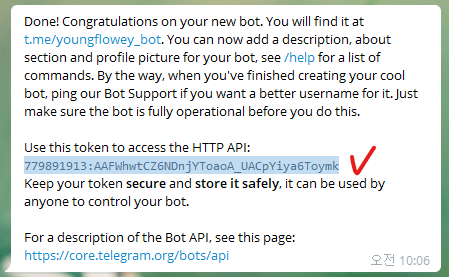 Done! Congratulations on your new bot. You will find it at
t.me/youngflowey_bot. You can now add a description, about
section and profile picture for your bot, see /help for a list of
commands. By the way, when you've finished creating your cool
bot, ping our Bot Support if you want a better username for it. Just
make sure the bot is fully operational before you do this.

Use this token to access the HTTP API:
779891913:AAFWhwtCZ6NDnjYToaoA_UACpYiya6Toymk
Keep your token secure and store it safely, it can be used by
anyone to control your bot.

For a description of the Bot API, see this page:
https://core.telegram.org/bots/api
오전 10:06